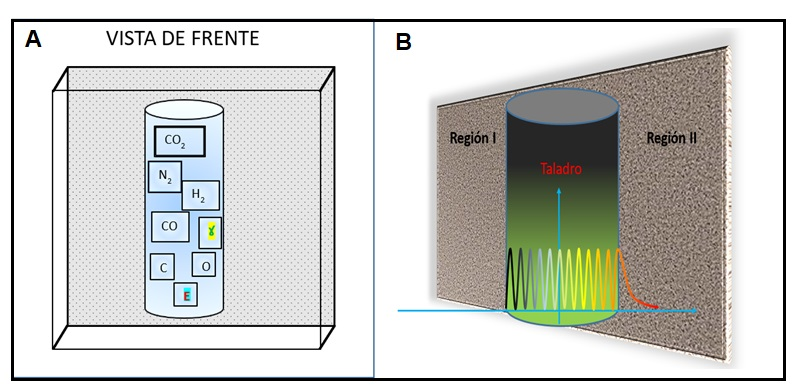 A
VISTA DE FRENTE
CO2
N2
H2
CO
γ
C
O
E
B
Región I
Región II
Taladro